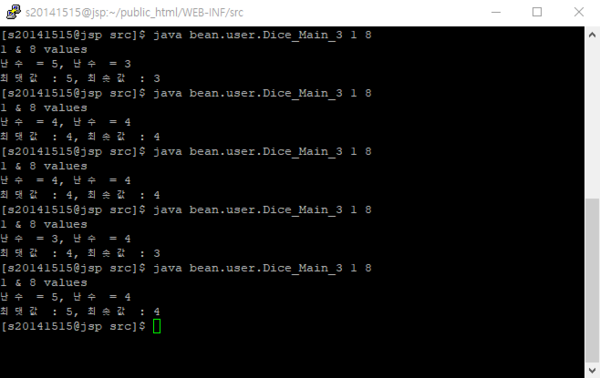 s20141515@jsp:~/public_html/WEB-INF/src
[s20141515@jsp src]$ java bean.user.Dice_Main_3 1 8
1 & 8 values
난수 = 5, 난수 = 3
최댓값 : 5, 최솟값 : 3
[s20141515@jsp src]$ java bean.user.Dice_Main_3 1 8
1 & 8 values
난수 = 4, 난수 = 4
최댓값 : 4, 최솟값 : 4
[s20141515@jsp src]$ java bean.user.Dice_Main_3 1 8
1 & 8 values
난수 = 4, 난수 = 4
최댓값 : 4, 최솟값 : 4
[s20141515@jsp src]$ java bean.user.Dice_Main_3 1 8
1 & 8 values
난수 = 3, 난수 = 4
최댓값 : 4, 최솟값 : 3
[s20141515@jsp src]$ java bean.user.Dice_Main_3 1 8
1 & 8 values
난수 = 5, 난수 = 4
최댓값 : 5, 최솟값 : 4
[s20141515@jsp src]$